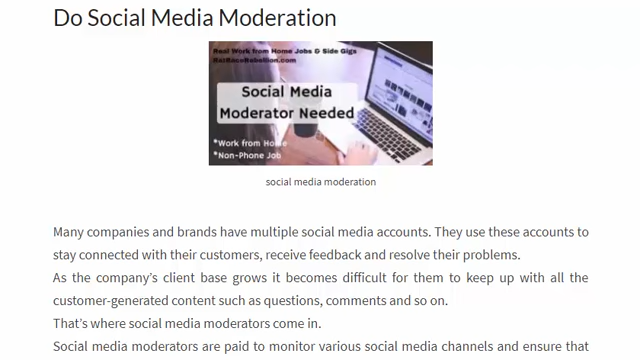 Do Social Media Moderation
Real Work from Home Jobs & Side Gigs
RatRaceRebellion.com
Social Media
Moderator Needed
*Work from Home
*Non-Phone Job
social media moderation
Many companies and brands have multiple social media accounts. They use these accounts to
stay connected with their customers, receive feedback and resolve their problems.
As the company's client base grows it becomes difficult for them to keep up with all the
customer-generated content such as questions, comments and so on.
That's where social media moderators come in.
Social media moderators are paid to monitor various social media channels and ensure that